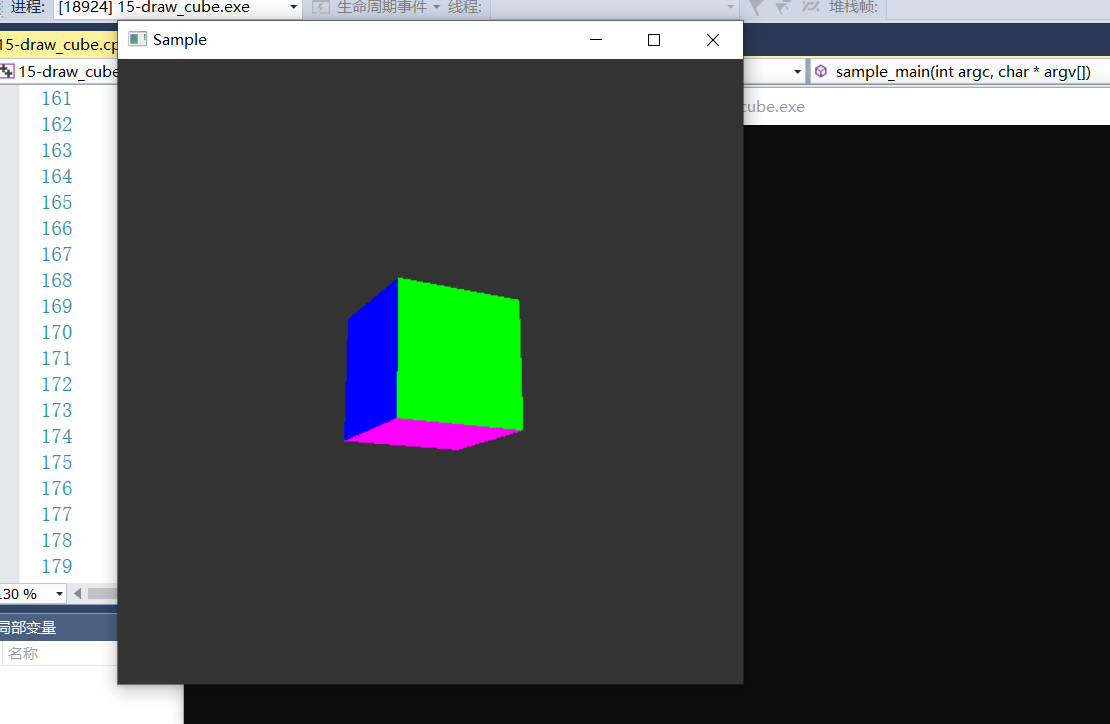 进程: [18924] 15-draw_cube.exe 生命周期事件 线程: 堆栈帧:
Sample
15-draw_cube.cp
15-draw_cube sample_main(int argc, char * argv[])
cube.exe
161
162
163
164
165
166
167
168
169
170
171
172
173
174
175
176
177
178
179
130 %
局部变量
名称